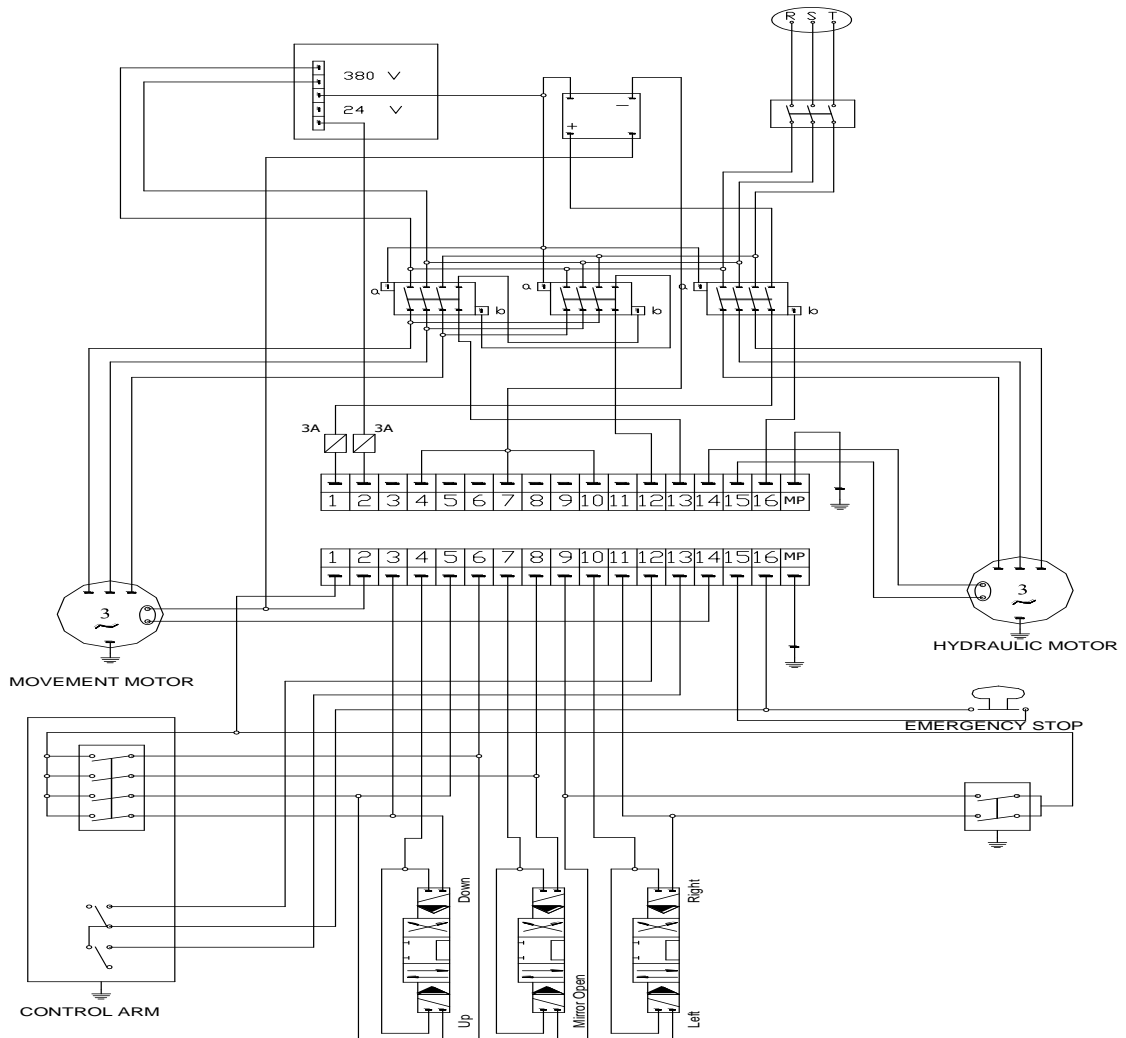 R S T
380 V
24 V
−
+
a
b
a
b
a
b
3A
3A
1 2 3 4 5 6 7 8 9 10 11 12 13 14 15 16 MP
1 2 3 4 5 6 7 8 9 10 11 12 13 14 15 16 MP
3
~
3
~
MOVEMENT MOTOR
HYDRAULIC MOTOR
EMERGENCY STOP
Down
Right
Up
Mirror Open
Left
CONTROL ARM